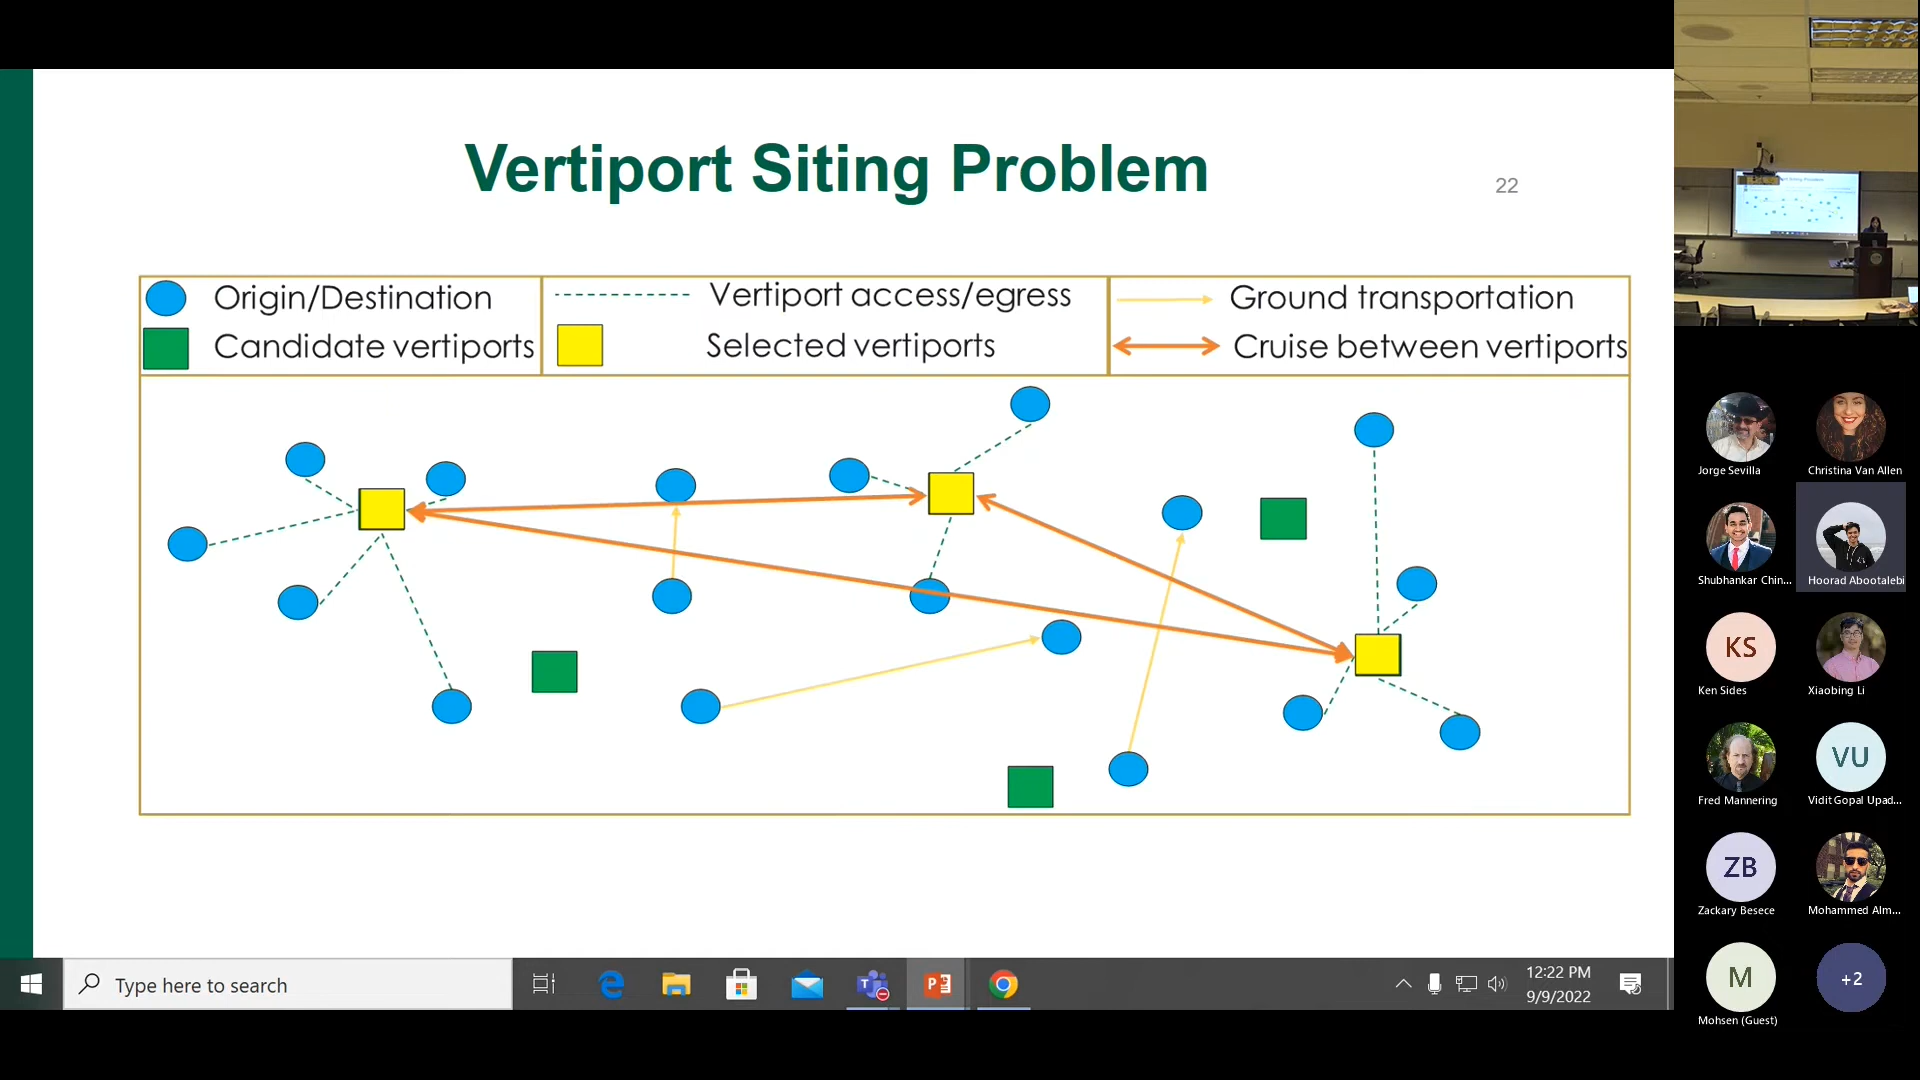 Vertiport Siting Problem
22
Origin/Destination
Vertiport access/egress
Ground transportation
Candidate vertiports
Selected vertiports
Cruise between vertiports
Jorge Sevilla
Christina Van Allen
Shubhankar Chin...
Hoorad Abootalebi
KS
Ken Sides
Xiaobing Li
Fred Mannering
VU
Vidit Gopal Upad...
ZB
Zackary Besece
Mohammed Alm...
M
Mohsen (Guest)
+2
Type here to search
12:22 PM
9/9/2022